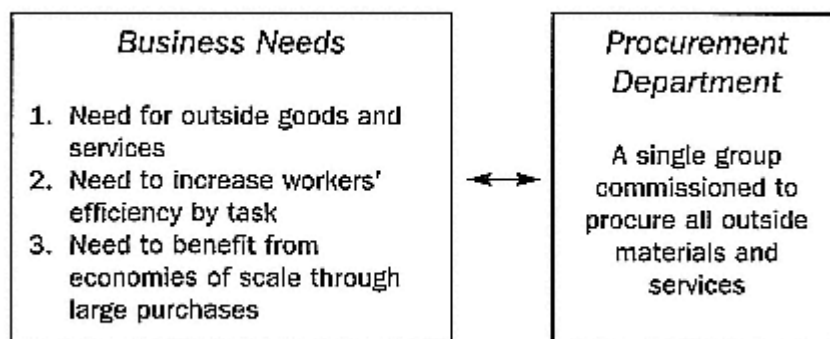 Business Needs
1. Need for outside goods and
services
2. Need to increase workers'
efficiency by task
3. Need to benefit from
economies of scale through
large purchases
Procurement
Department
A single group
commissioned to
procure all outside
materials and
services